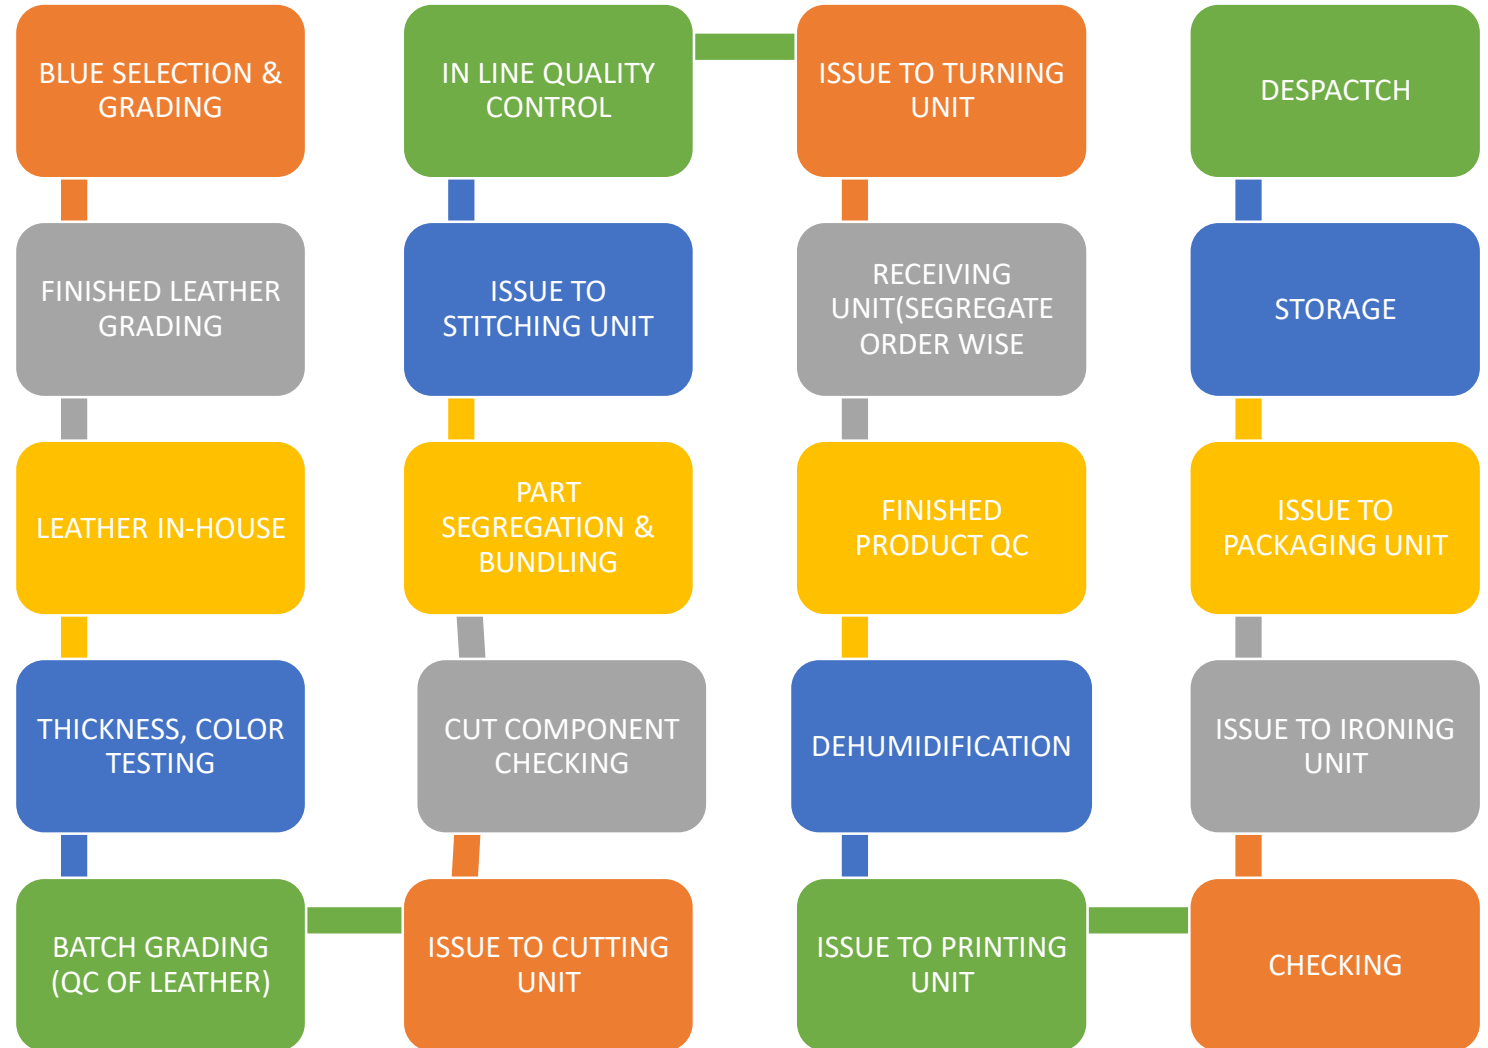 BLUE SELECTION &
GRADING
FINISHED LEATHER
GRADING
LEATHER IN-HOUSE
THICKNESS, COLOR
TESTING
BATCH GRADING
(QC OF LEATHER)
ISSUE TO CUTTING
UNIT
CUT COMPONENT
CHECKING
PART
SEGREGATION &
BUNDLING
ISSUE TO
STITCHING UNIT
IN LINE QUALITY
CONTROL
ISSUE TO TURNING
UNIT
RECEIVING
UNIT(SEGREGATE
ORDER WISE
FINISHED
PRODUCT QC
DEHUMIDIFICATION
ISSUE TO PRINTING
UNIT
CHECKING
ISSUE TO IRONING
UNIT
ISSUE TO
PACKAGING UNIT
STORAGE
DESPACTCH